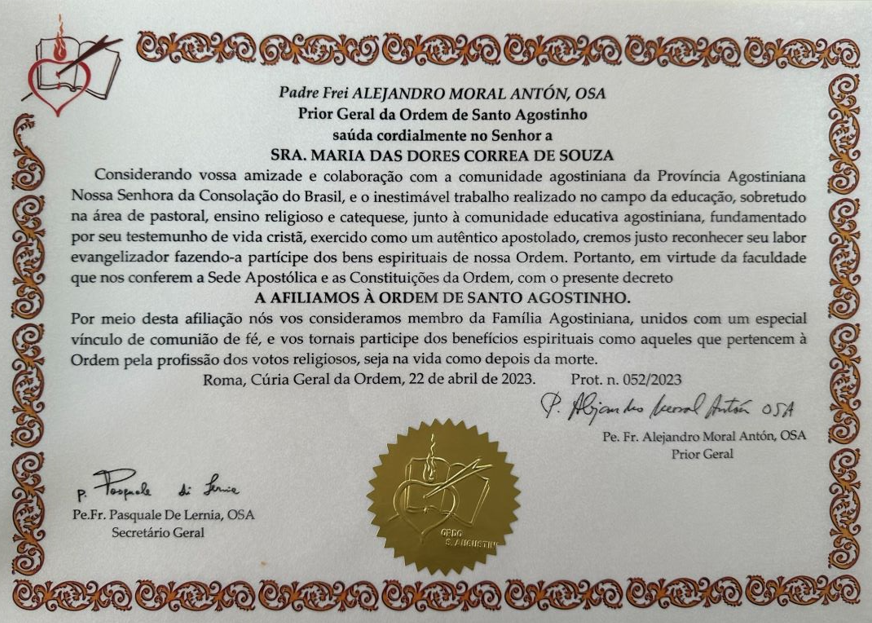 Padre Frei ALEJANDRO MORAL ANTÓN, OSA
Prior Geral da Ordem de Santo Agostinho
saúda cordialmente no Senhor a
SRA. MARIA DAS DORES CORREA DE SOUZA
Considerando vossa amizade e colaboração com a comunidade agostiniana da Província Agostiniana
Nossa Senhora da Consolação do Brasil, e o inestimável trabalho realizado no campo da educação, sobretudo
na área de pastoral, ensino religioso e catequese, junto à comunidade educativa agostiniana, fundamentado
por seu testemunho de vida cristã, exercido como um autêntico apostolado, cremos justo reconhecer seu labor
evangelizador fazendo-a partícipe dos bens espirituais de nossa Ordem. Portanto, em virtude da faculdade
que nos conferem a Sede Apostólica e as Constituições da Ordem, com o presente decreto
A AFILIAMOS À ORDEM DE SANTO AGOSTINHO.
Por meio desta afiliação nós vos consideramos membro da Família Agostiniana, unidos com um especial
vínculo de comunião de fé, e vos tornais participe dos benefícios espirituais como aqueles que pertencem à
Ordem pela profissão dos votos religiosos, seja na vida como depois da morte.
Roma, Cúria Geral da Ordem, 22 de abril de 2023. Prot. n. 052/2023
P. Alejandro Moral Antón OSA
Pe. Fr. Alejandro Moral Antón, OSA
Prior Geral
P. Pasquale di Lernia
Pe.Fr. Pasquale De Lernia, OSA
Secretário Geral
ORDO
S. AUGUSTINI